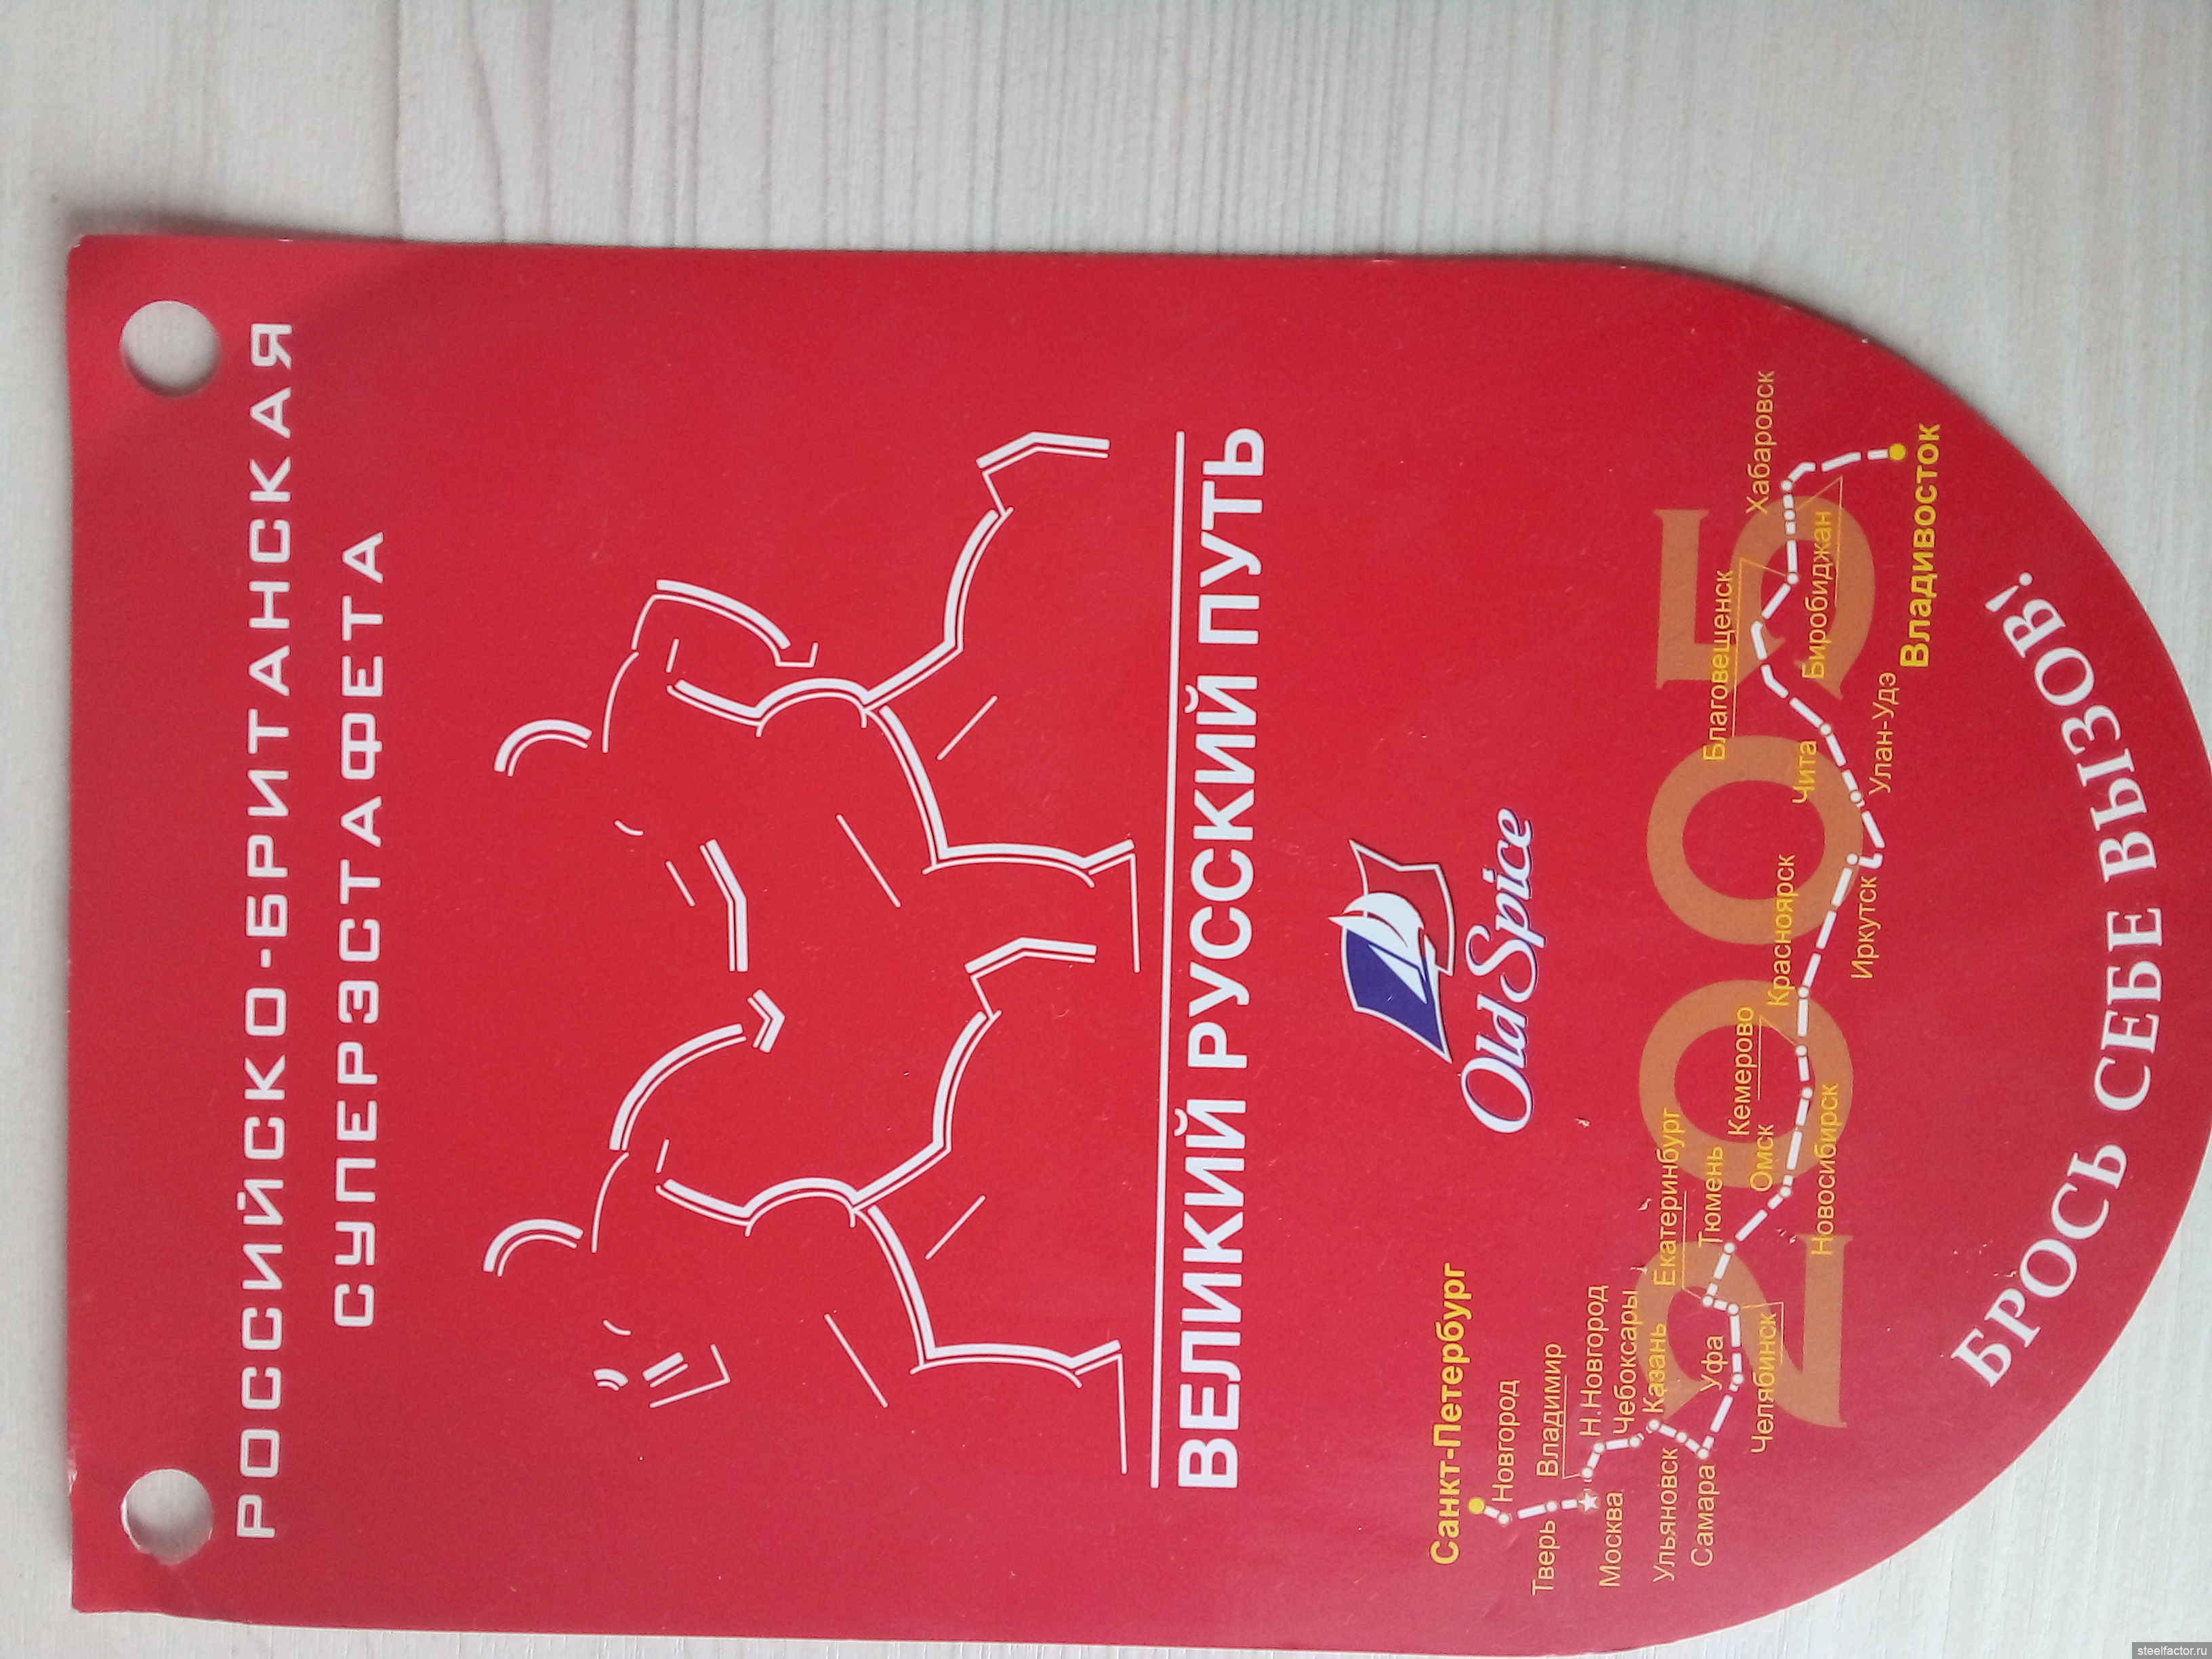 РОССИЙСКО-БРИТАНСКАЯ
СУПЕРЭСТАФЕТА
ВЕЛИКИЙ РУССКИЙ ПУТЬ
Old Spice
2005
Санкт-Петербург
Новгород
Тверь
Владимир
Москва
Н.Новгород
Чебоксары
Ульяновск
Казань
Самара
Уфа
Екатеринбург
Челябинск
Тюмень
Омск
Кемерово
Новосибирск
Красноярск
Иркутск
Чита
Улан-Удэ
Благовещенск
Биробиджан
Хабаровск
Владивосток
БРОСЬ СЕБЕ ВЫЗОВ!
steelfactor.ru